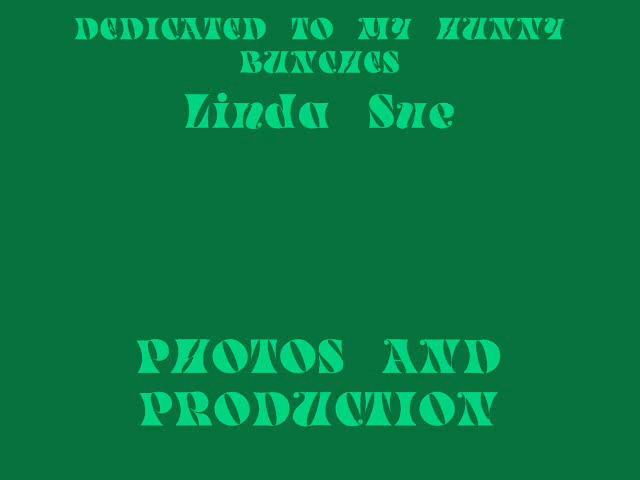 DEDICATED TO MY HUNNY
BUNCHES
Linda Sue
PHOTOS AND
PRODUCTION